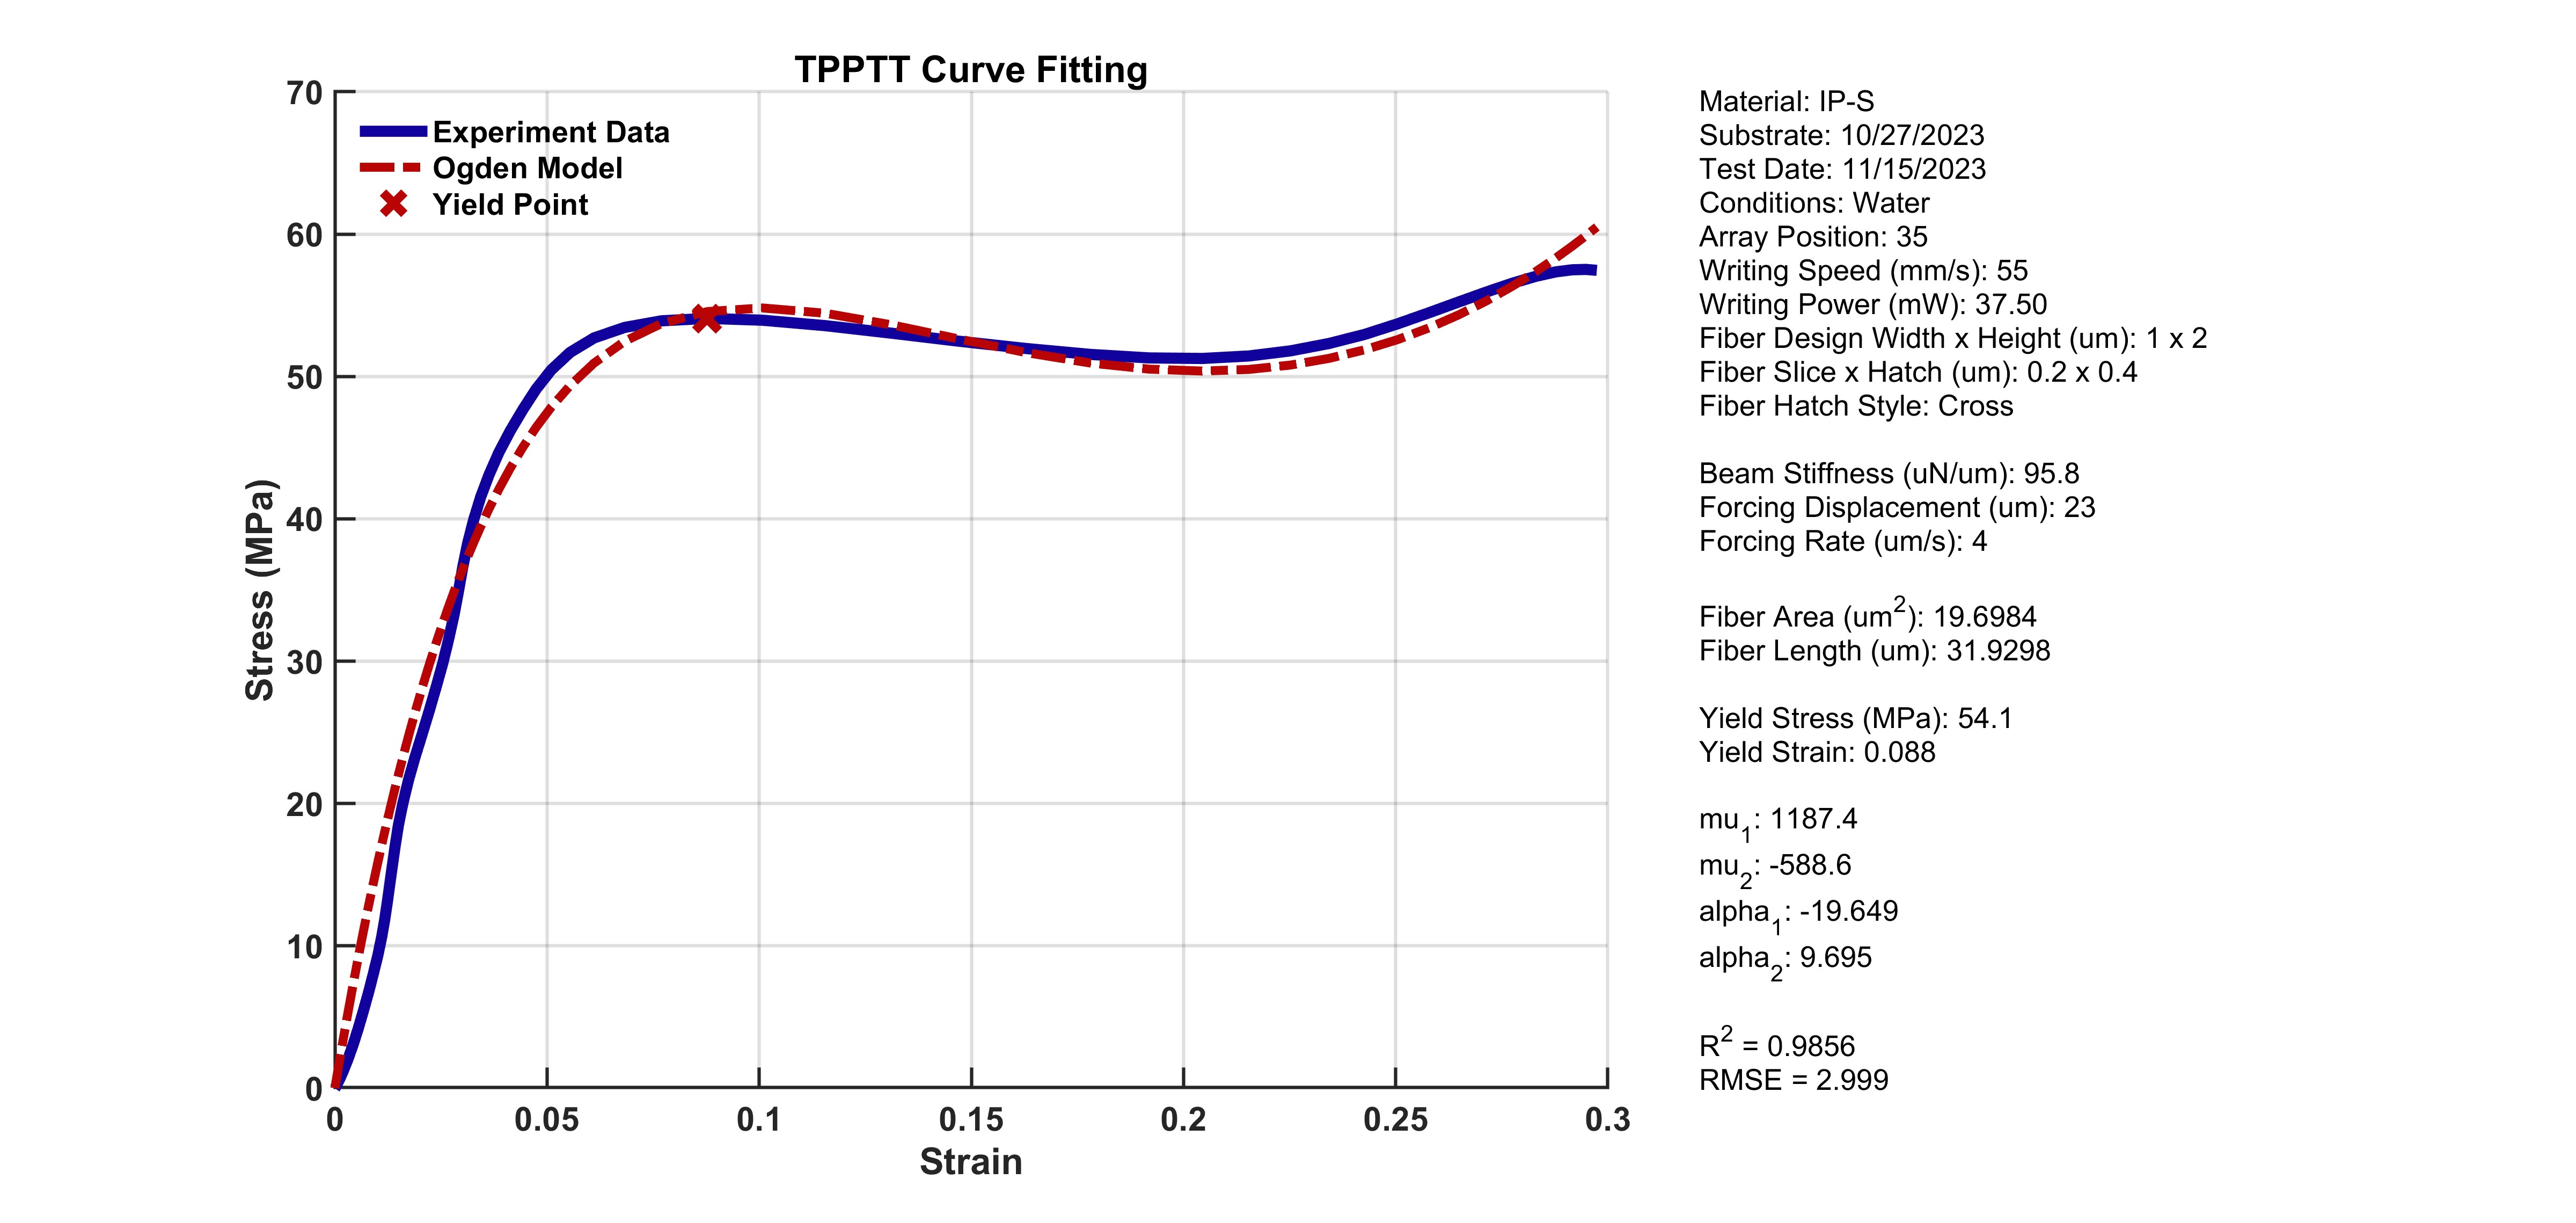 TPPTT Curve Fitting
70
60
50
40
30
20
10
0
Stress (MPa)
Experiment Data
Ogden Model
Yield Point
0 0.05 0.1 0.15 0.2 0.25 0.3
Strain
Material: IP-S
Substrate: 10/27/2023
Test Date: 11/15/2023
Conditions: Water
Array Position: 35
Writing Speed (mm/s): 55
Writing Power (mW): 37.50
Fiber Design Width x Height (um): 1 x 2
Fiber Slice x Hatch (um): 0.2 x 0.4
Fiber Hatch Style: Cross
Beam Stiffness (uN/um): 95.8
Forcing Displacement (um): 23
Forcing Rate (um/s): 4
Fiber Area (um²): 19.6984
Fiber Length (um): 31.9298
Yield Stress (MPa): 54.1
Yield Strain: 0.088
mu₁: 1187.4
mu₂: -588.6
alpha₁: -19.649
alpha₂: 9.695
R² = 0.9856
RMSE = 2.999